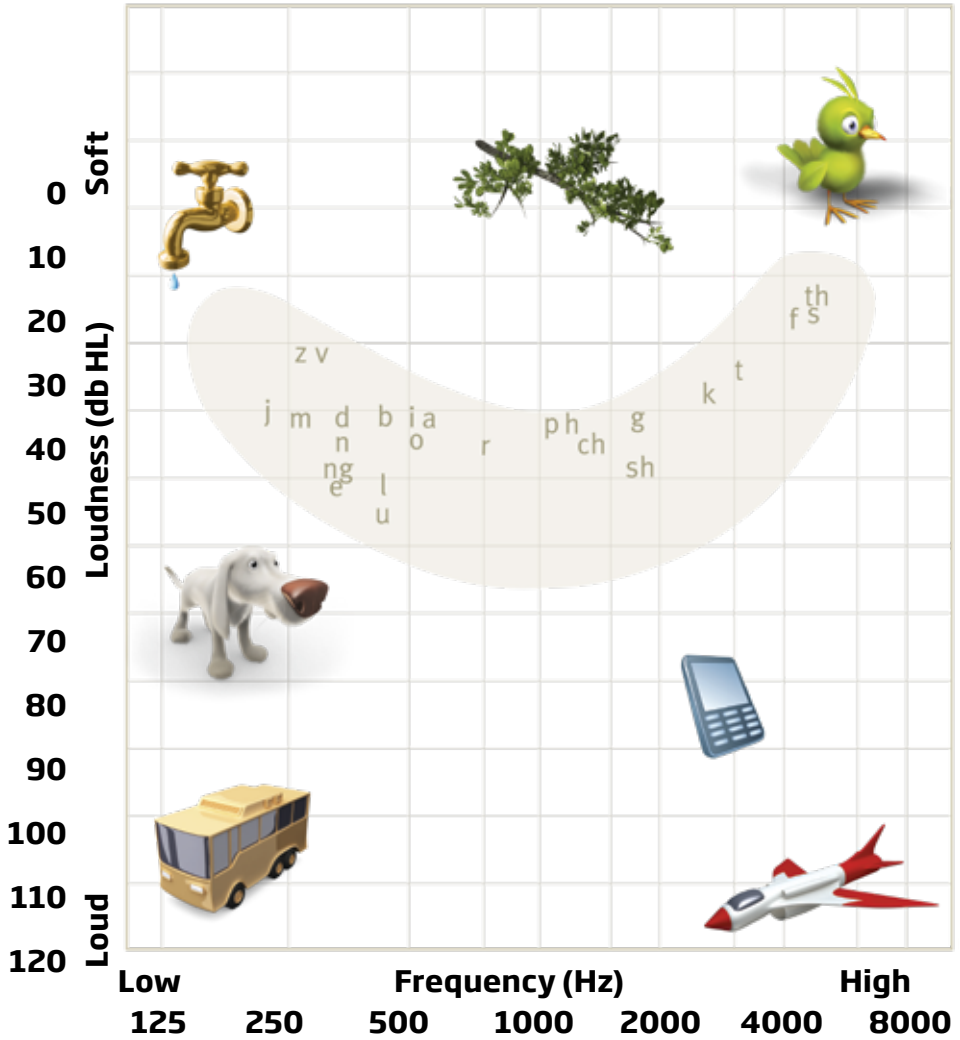 Soft
0
10
th
20
f s
z v
Loudness (db HL)
30
t
k
j m d b i a p h g
40
n o r ch
ng sh
e l
50
u
60
70
80
90
100
110
Loud
120
Low Frequency (Hz) High
125 250 500 1000 2000 4000 8000